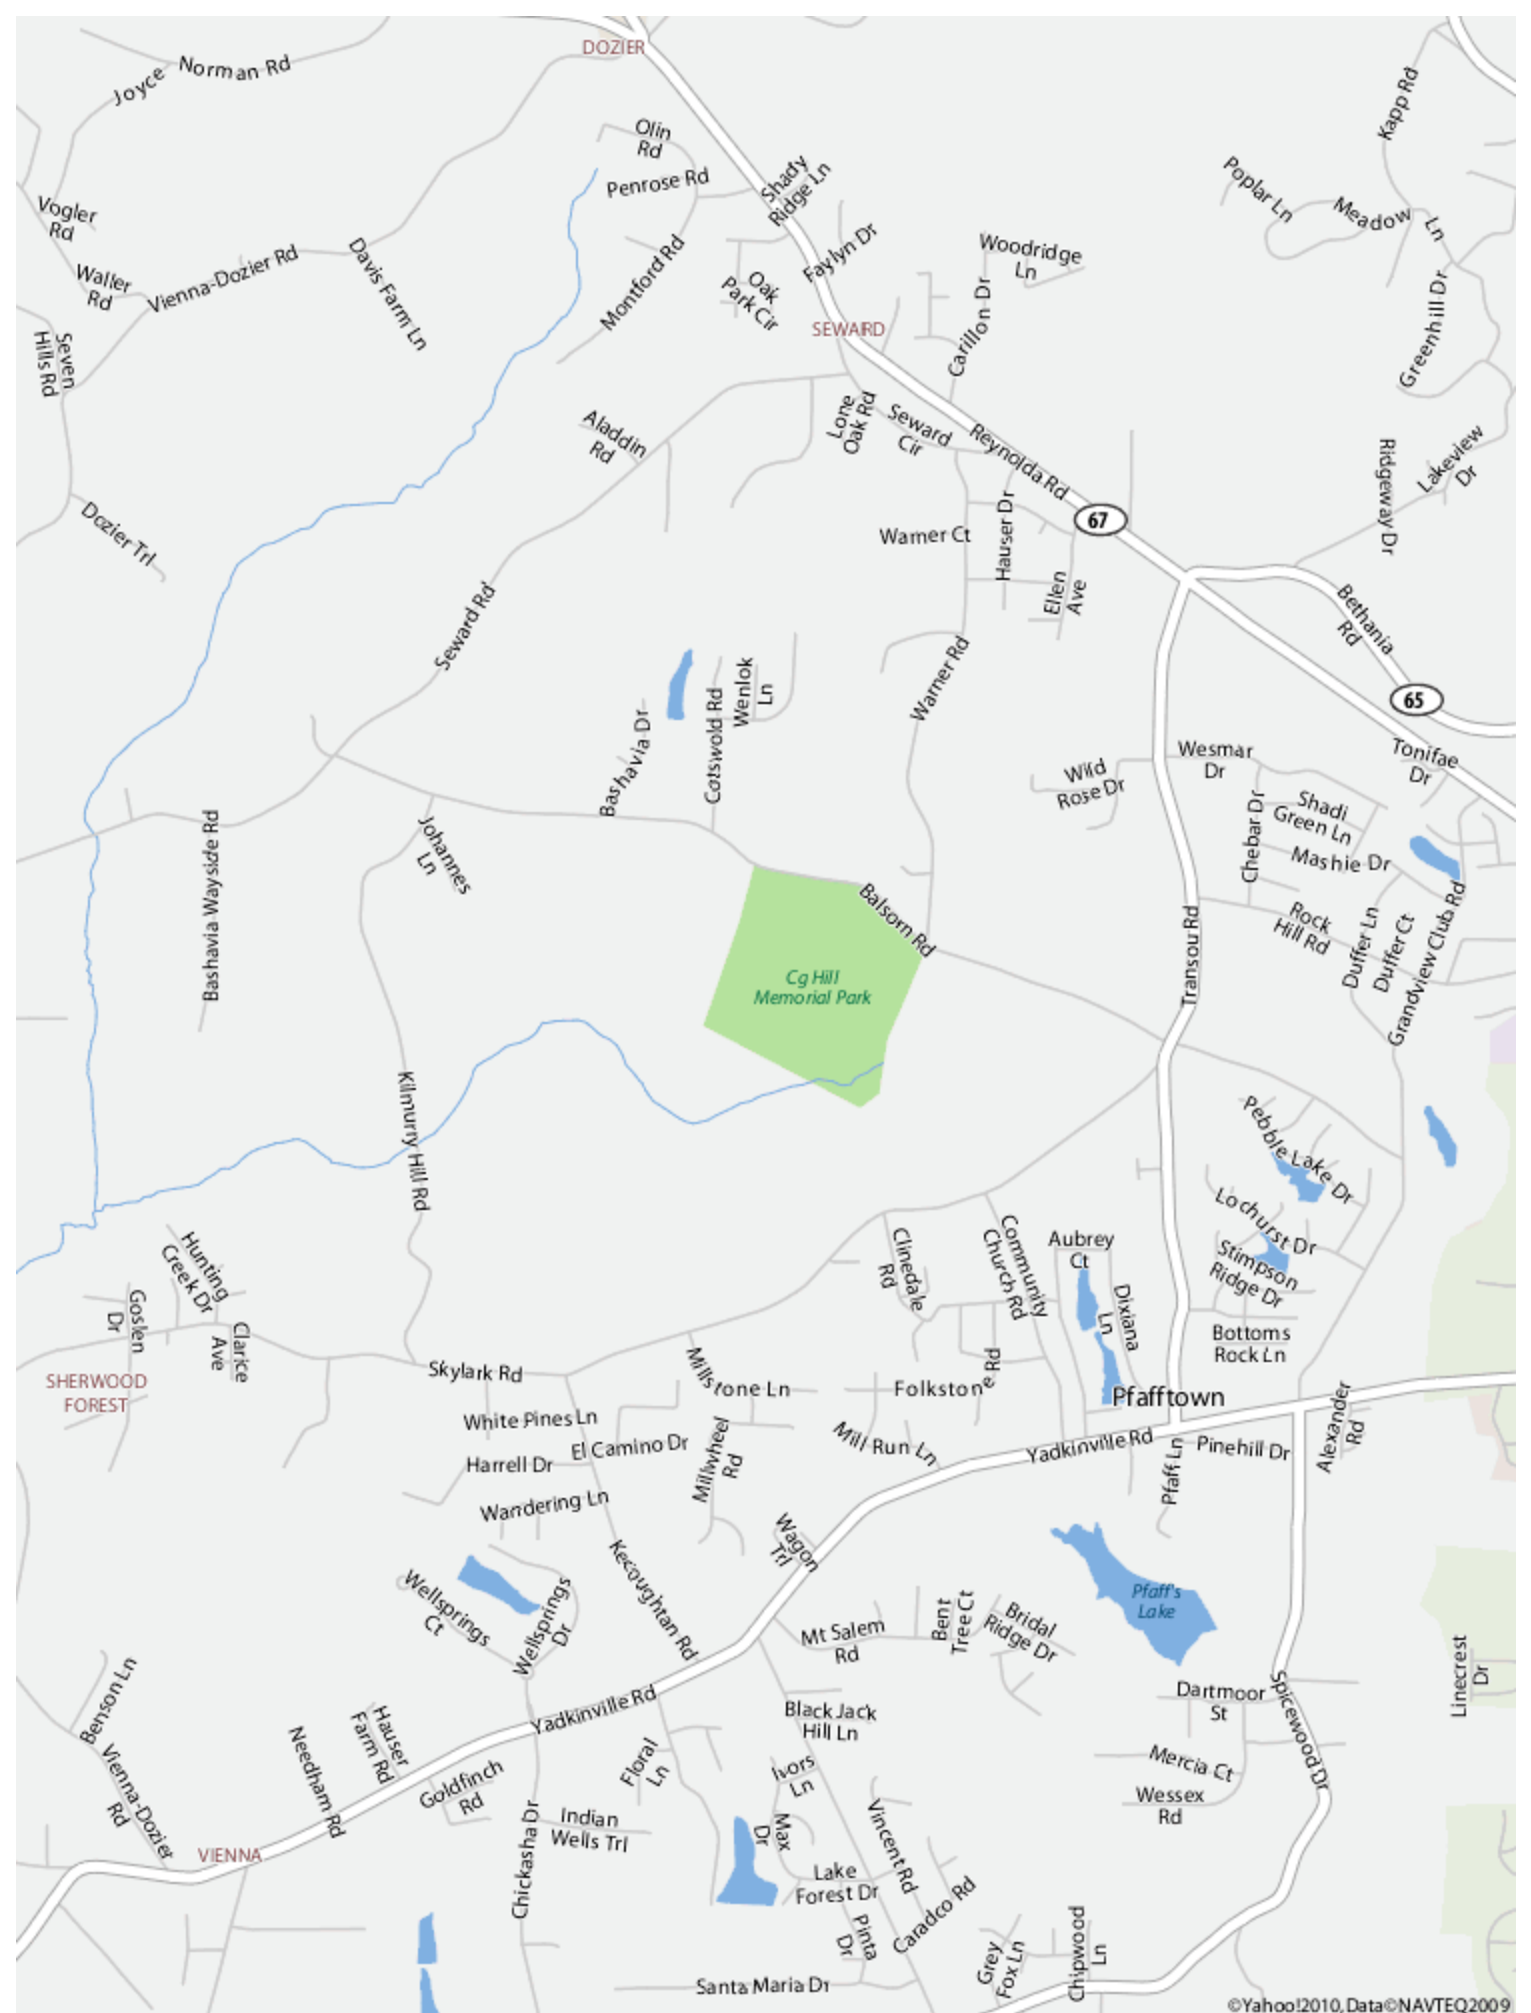 DOZIER
Joyce
Norman Rd
Olin
Rd
Penrose Rd
Shady
Ridge Ln
Kapp Rd
Poplar Ln
Meadow
Ln
Vogler
Rd
Waller
Rd
Vienna-Dozier Rd
Davis Farm Ln
Montford Rd
Oak
Park Cir
Faylyn Dr
Woodridge
Ln
Carillon Dr
Greenhill Dr
SEWARD
Seven
Hills Rd
Aladdin
Rd
Lone
Oak Rd
Seward
Cir
Reynolda Rd
Ridgeway Dr
Lakeview
Dr
Dozier Trl
Warner Ct
Hauser Dr
67
Ellen
Ave
Bethania
Rd
Seward Rd
Warner Rd
65
Bashavia Dr
Cotswold Rd
Wenlok
Ln
Wild
Rose Dr
Wesmar
Dr
Tonifae
Dr
Chebar Dr
Shadi
Green Ln
Mashie Dr
Bashavia Wayside Rd
Johannes
Ln
Balsorn Rd
Transou Rd
Rock
Hill Rd
Duffer Ln
Duffer Ct
Grandview Club Rd
Cg Hill
Memorial Park
Kilmurry Hill Rd
Pebble Lake Dr
Lochurst Dr
Stimpson
Ridge Dr
Hunting
Creek Dr
Clinedale
Rd
Community
Church Rd
Aubrey
Ct
Dixiana
Ln
Goslen
Dr
Clarice
Ave
Bottoms
Rock Ln
SHERWOOD
FOREST
Skylark Rd
Millstone Ln
Folkstone Rd
Pfafftown
Alexander
Rd
White Pines Ln
El Camino Dr
Harrell Dr
Millwheel
Rd
Mill Run Ln
Yadkinville Rd
Pfaff Ln
Pinehill Dr
Wandering Ln
Kecoughtan Rd
Wagon
Trl
Wellsprings
Ct
Wellsprings
Dr
Pfaff's
Lake
Mt Salem
Rd
Bent
Tree Ct
Bridal
Ridge Dr
Linecrest
Dr
Benson Ln
Yadkinville Rd
Black Jack
Hill Ln
Dartmoor
St
Spicewood Dr
Vienna-Dozier
Rd
Needham Rd
Hauser
Farm Rd
Goldfinch
Rd
Floral
Ln
Ivors
Ln
Mercia Ct
Wessex
Rd
VIENNA
Chickasha Dr
Indian
Wells Trl
Max
Dr
Vincent Rd
Lake
Forest Dr
Caradco Rd
Pinta
Dr
Grey
Fox Ln
Chipwood
Ln
Santa Maria Dr
©Yahoo!2010, Data©NAVTEQ2009